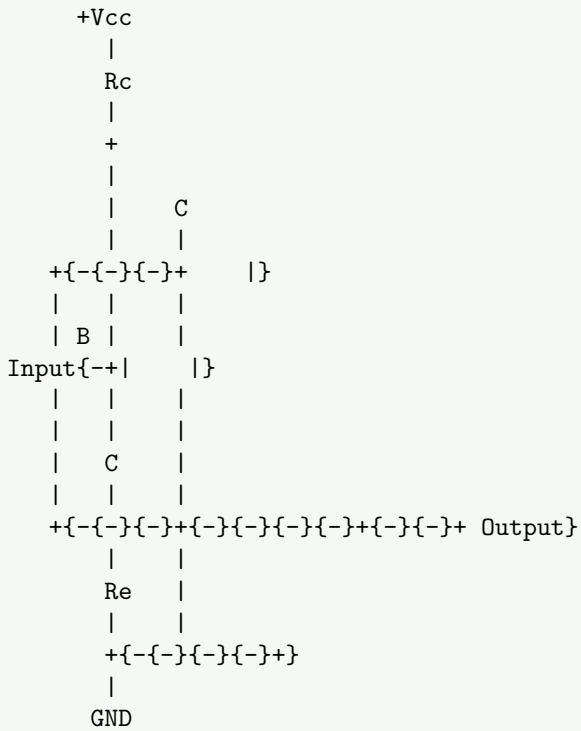 +Vcc
|
Rc
|
+
|
| C
| |
+{-{-}{-}+ |}
| | |
| B | |
Input{-+| |}
| | |
| | |
| C |
| | |
+{-{-}{-}+{-}{-}{-}{-}+{-}{-}+ Output}
| |
Re |
| |
+{-{-}{-}{-}+}
|
GND